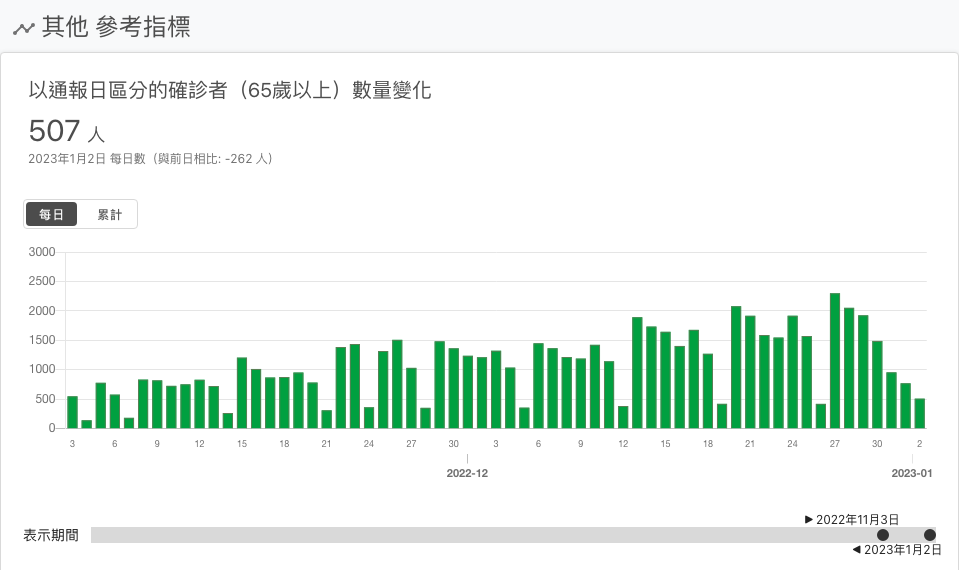 其他 參考指標
以通報日區分的確診者（65歲以上）數量變化
507 人
2023年1月2日 每日數（與前日相比: -262 人）
每日 累計
3000
2500
2000
1500
1000
500
0
3 6 9 12 15 18 21 24 27 30 3 6 9 12 15 18 21 24 27 30 2
2022-12 2023-01
▶ 2022年11月3日
表示期間
◀ 2023年1月2日